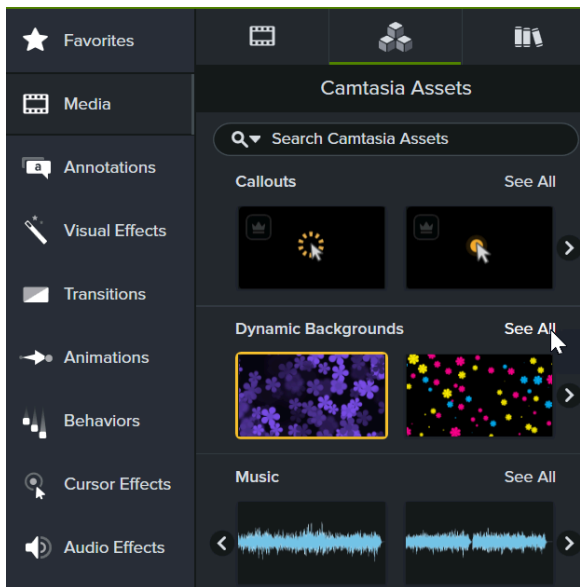 Favorites
Media
Annotations
Visual Effects
Transitions
Animations
Behaviors
Cursor Effects
Audio Effects
Camtasia Assets
Search Camtasia Assets
Callouts See All
Dynamic Backgrounds See All
Music See All
a